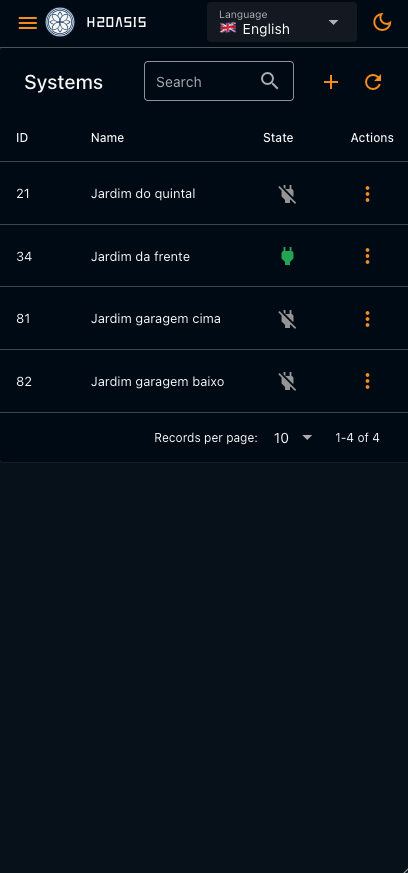 H2OASIS
Language
🇬🇧 English
Systems
Search
ID Name State Actions
21 Jardim do quintal
34 Jardim da frente
81 Jardim garagem cima
82 Jardim garagem baixo
Records per page: 10 1-4 of 4